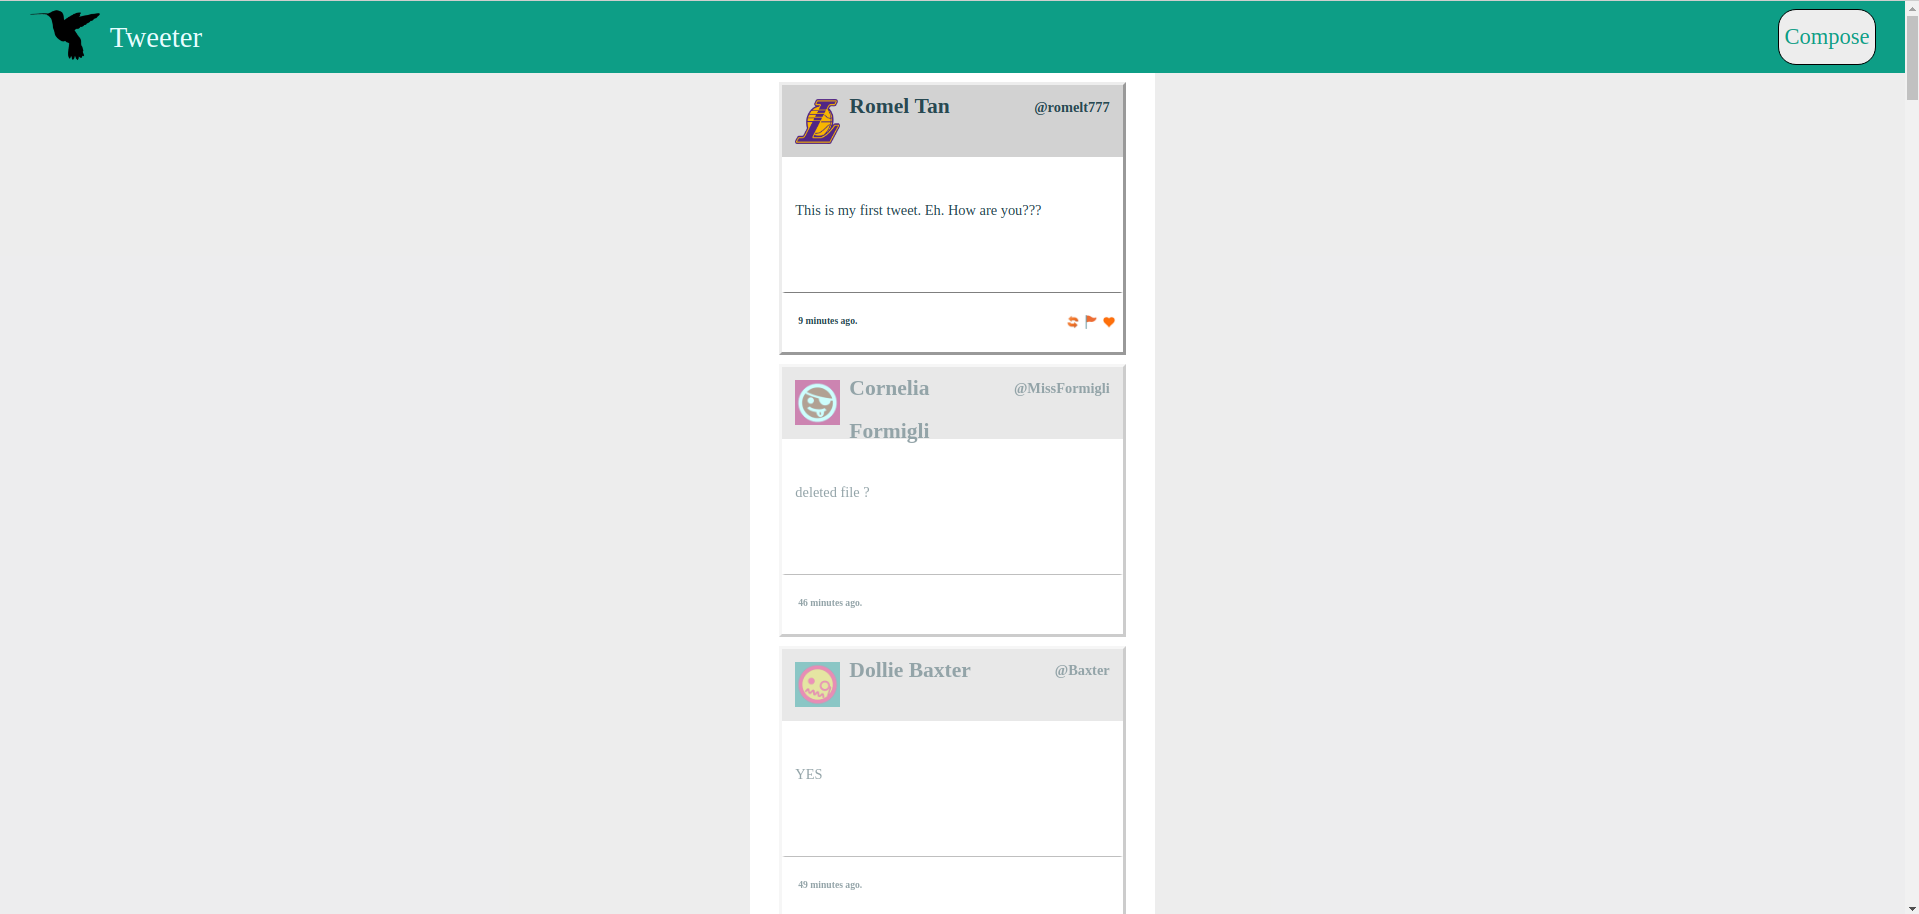 Tweeter
Compose
Romel Tan
@romelt777
This is my first tweet. Eh. How are you???
9 minutes ago.
Cornelia
@MissFormigli
Formigli
deleted file ?
46 minutes ago.
Dollie Baxter
@Baxter
YES
49 minutes ago.